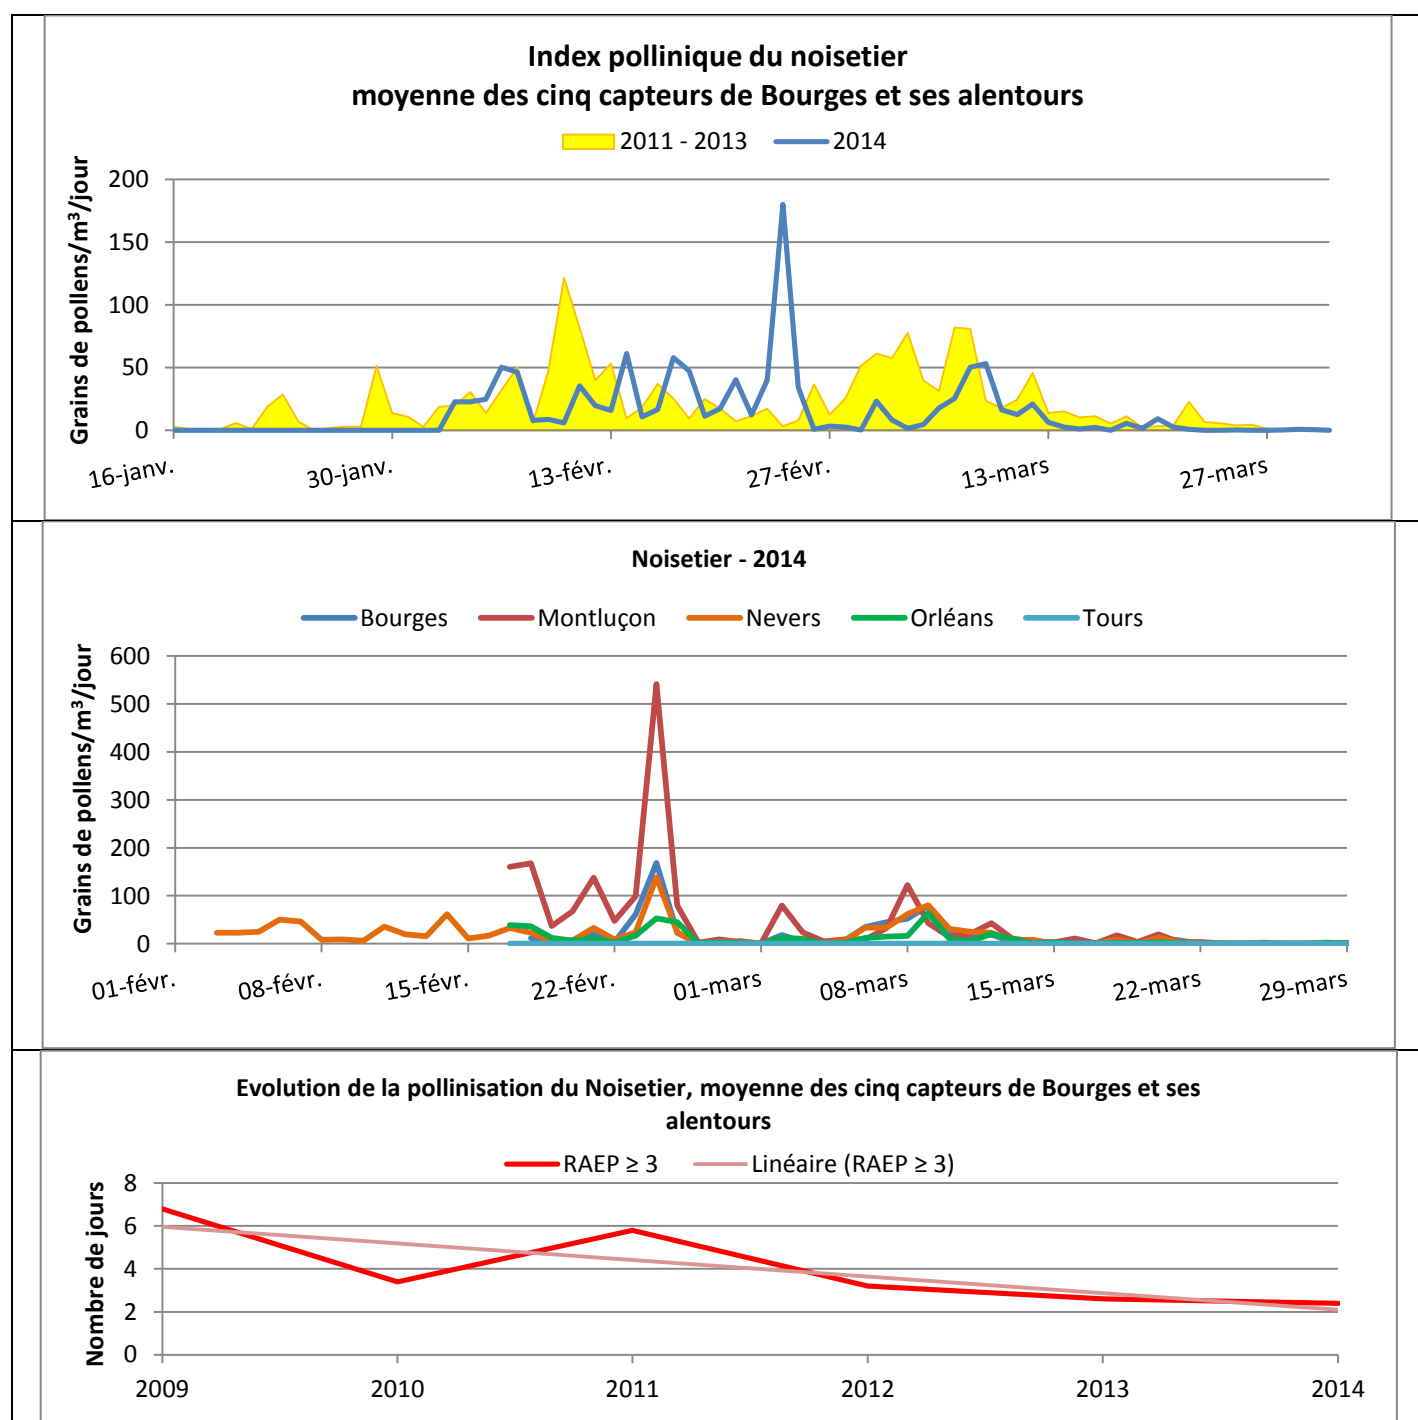 Index pollinique du noisetier
moyenne des cinq capteurs de Bourges et ses alentours
2011 - 2013 2014
Grains de pollens/m³/jour
200
150
100
50
0
16-janv. 30-janv. 13-févr. 27-févr. 13-mars 27-mars
Noisetier - 2014
Bourges Montluçon Nevers Orléans Tours
Grains de pollens/m³/jour
600
500
400
300
200
100
0
01-févr. 08-févr. 15-févr. 22-févr. 01-mars 08-mars 15-mars 22-mars 29-mars
Evolution de la pollinisation du Noisetier, moyenne des cinq capteurs de Bourges et ses
alentours
RAEP ≥ 3 Linéaire (RAEP ≥ 3)
Nombre de jours
8
6
4
2
0
2009 2010 2011 2012 2013 2014